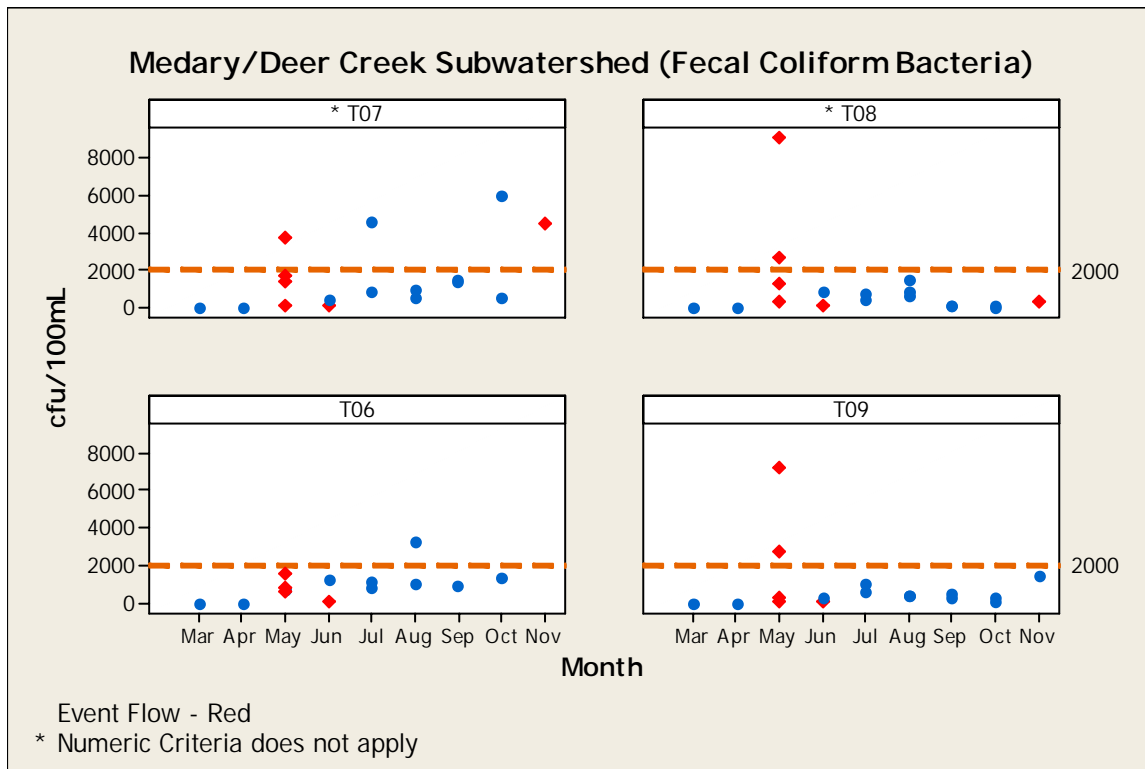 Medary/Deer Creek Subwatershed (Fecal Coliform Bacteria)
* T07
* T08
8000
6000
4000
2000
0
2000
cfu/100mL
T06
T09
8000
6000
4000
2000
0
2000
Mar Apr May Jun Jul Aug Sep Oct Nov
Mar Apr May Jun Jul Aug Sep Oct Nov
Month
Event Flow - Red
* Numeric Criteria does not apply